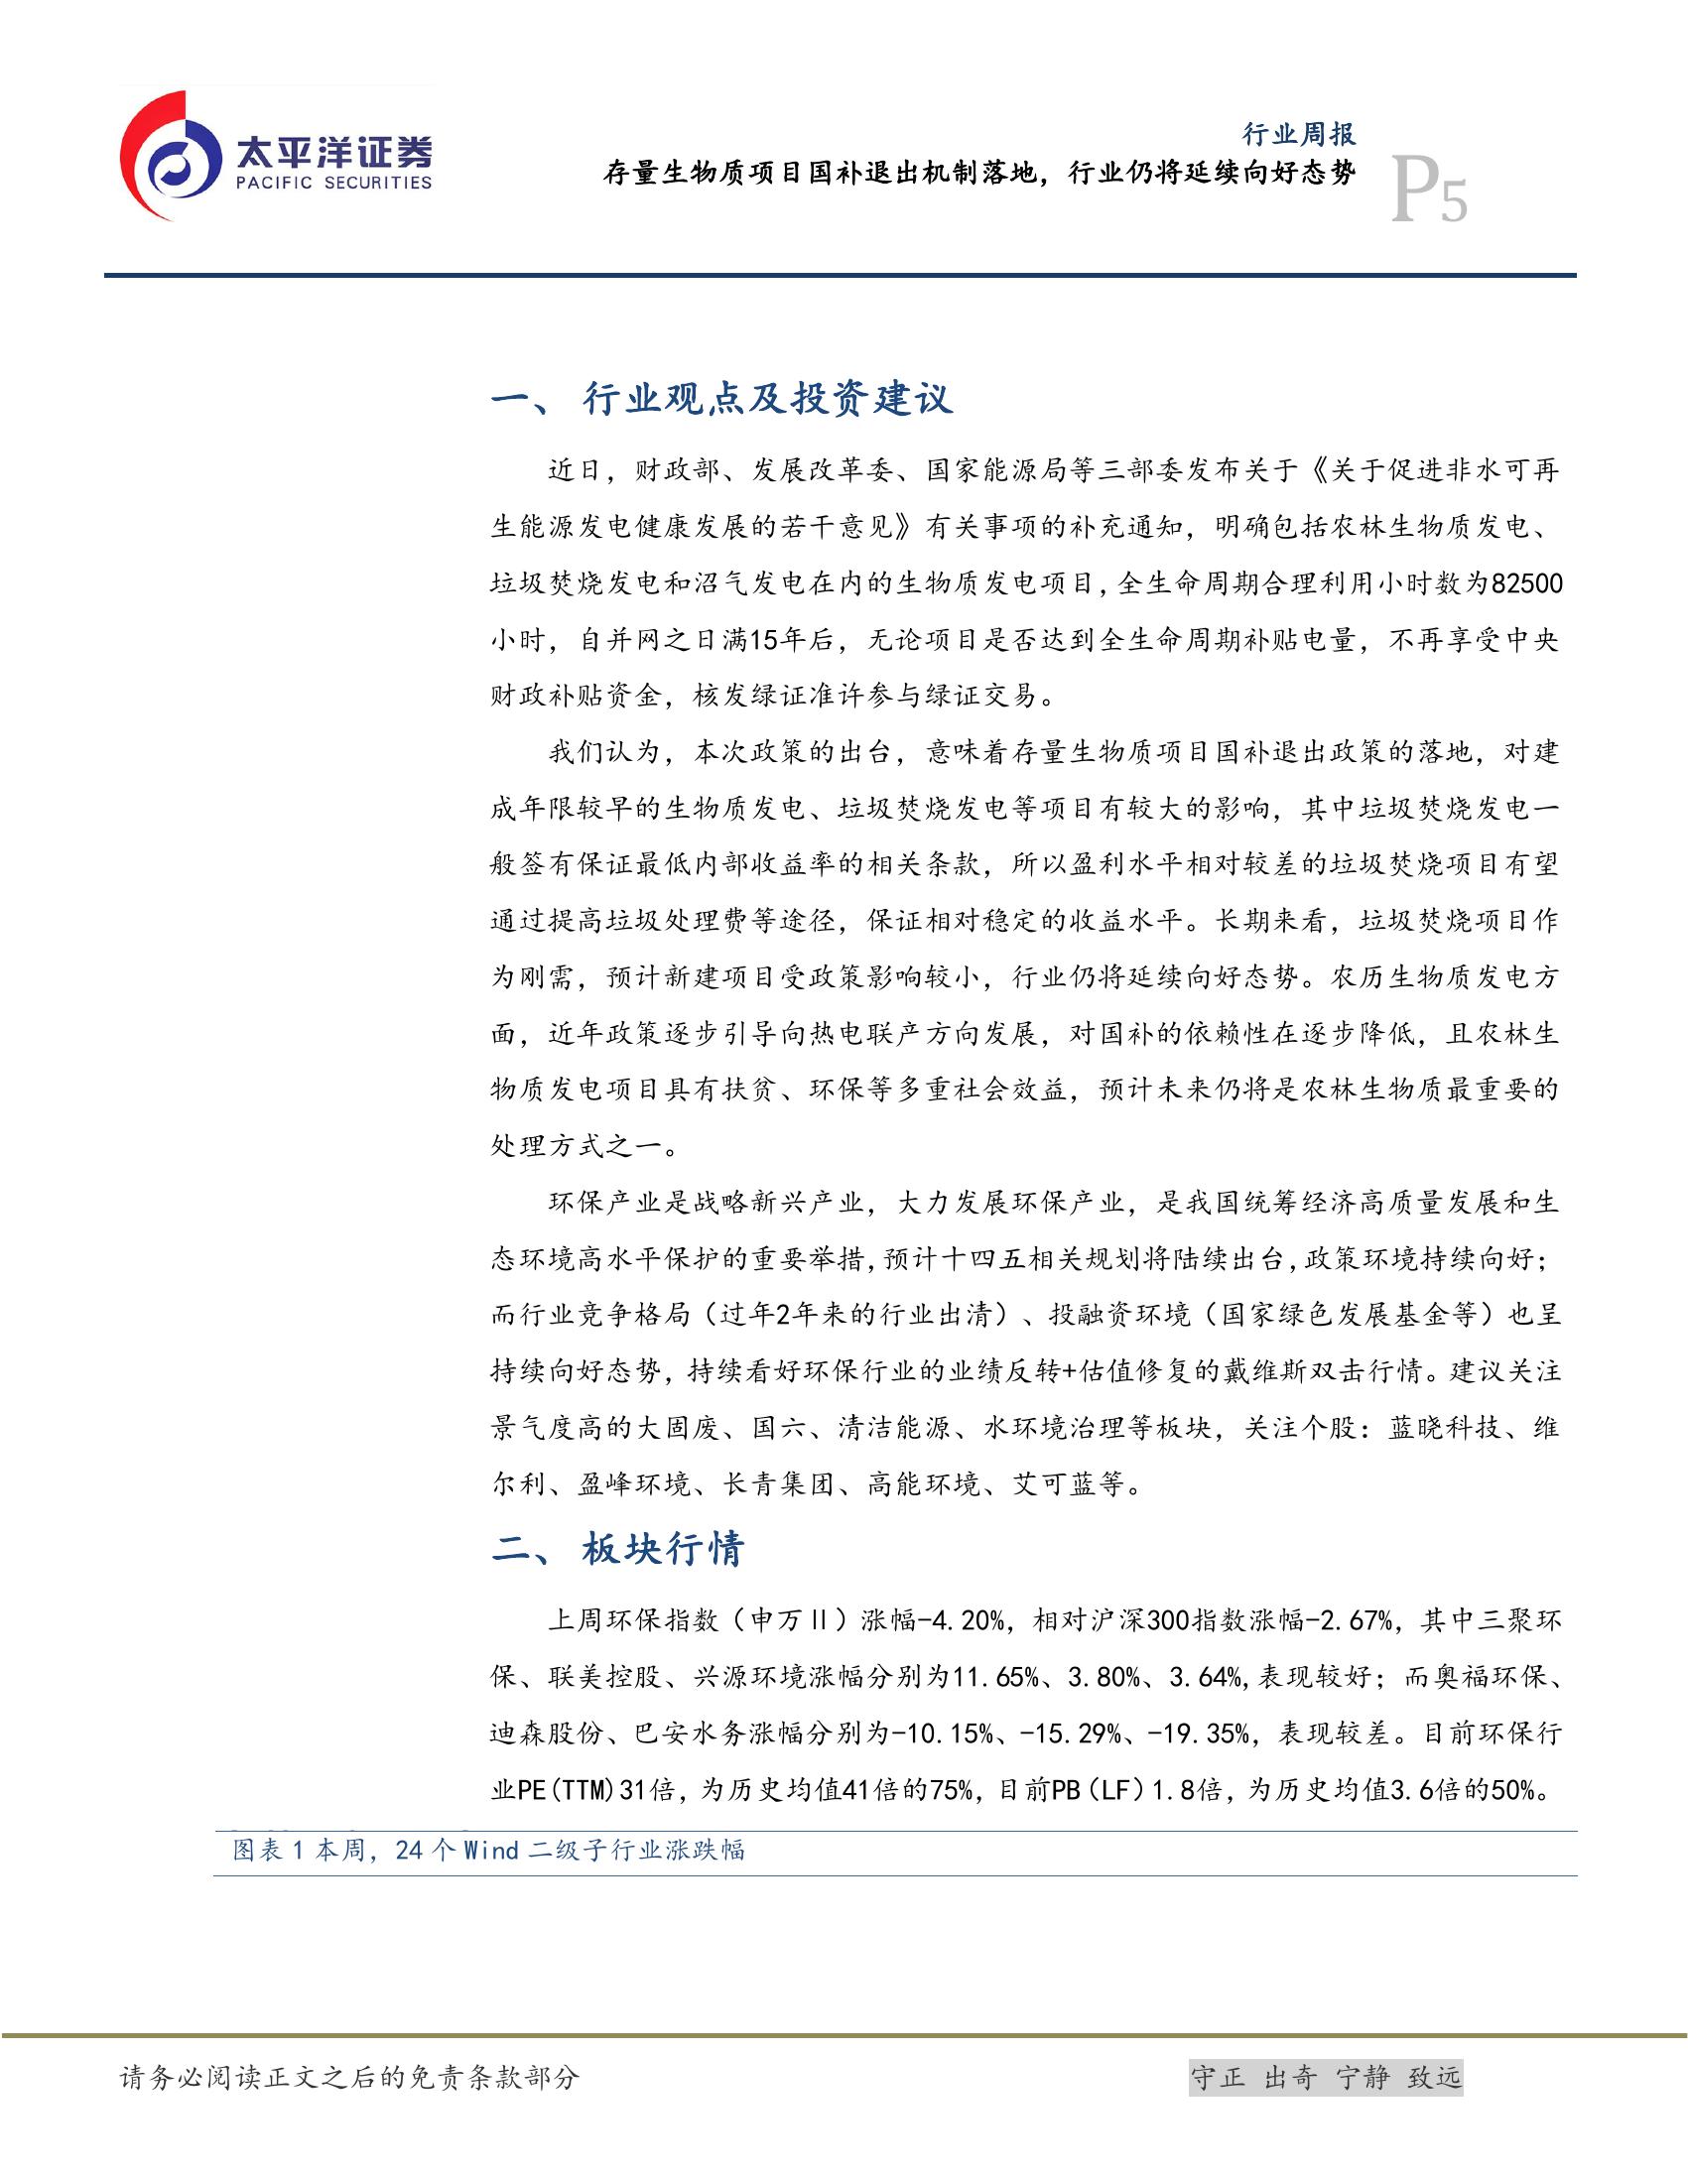 太平洋证券
PACIFIC SECURITIES
行业周报
存量生物质项目国补退出机制落地，行业仍将延续向好态势
P5
一、 行业观点及投资建议
近日，财政部、发展改革委、国家能源局等三部委发布关于《关于促进非水可再
生能源发电健康发展的若干意见》有关事项的补充通知，明确包括农林生物质发电、
垃圾焚烧发电和沼气发电在内的生物质发电项目,全生命周期合理利用小时数为82500
小时，自并网之日满15年后，无论项目是否达到全生命周期补贴电量，不再享受中央
财政补贴资金，核发绿证准许参与绿证交易。
我们认为，本次政策的出台，意味着存量生物质项目国补退出政策的落地，对建
成年限较早的生物质发电、垃圾焚烧发电等项目有较大的影响，其中垃圾焚烧发电一
般签有保证最低内部收益率的相关条款，所以盈利水平相对较差的垃圾焚烧项目有望
通过提高垃圾处理费等途径，保证相对稳定的收益水平。长期来看，垃圾焚烧项目作
为刚需，预计新建项目受政策影响较小，行业仍将延续向好态势。农历生物质发电方
面，近年政策逐步引导向热电联产方向发展，对国补的依赖性在逐步降低，且农林生
物质发电项目具有扶贫、环保等多重社会效益，预计未来仍将是农林生物质最重要的
处理方式之一。
环保产业是战略新兴产业，大力发展环保产业，是我国统筹经济高质量发展和生
态环境高水平保护的重要举措,预计十四五相关规划将陆续出台,政策环境持续向好；
而行业竞争格局（过年2年来的行业出清）、投融资环境（国家绿色发展基金等）也呈
持续向好态势，持续看好环保行业的业绩反转+估值修复的戴维斯双击行情。建议关注
景气度高的大固废、国六、清洁能源、水环境治理等板块，关注个股：蓝晓科技、维
尔利、盈峰环境、长青集团、高能环境、艾可蓝等。
二、 板块行情
上周环保指数（申万Ⅱ）涨幅-4.20%，相对沪深300指数涨幅-2.67%，其中三聚环
保、联美控股、兴源环境涨幅分别为11.65%、3.80%、3.64%,表现较好；而奥福环保、
迪森股份、巴安水务涨幅分别为-10.15%、-15.29%、-19.35%，表现较差。目前环保行
业PE(TTM)31倍，为历史均值41倍的75%，目前PB（LF）1.8倍，为历史均值3.6倍的50%。
图表 1 本周，24 个 Wind 二级子行业涨跌幅
请务必阅读正文之后的免责条款部分
守正 出奇 宁静 致远